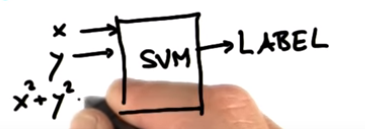 x
y
SVM → LABEL
x² + y²